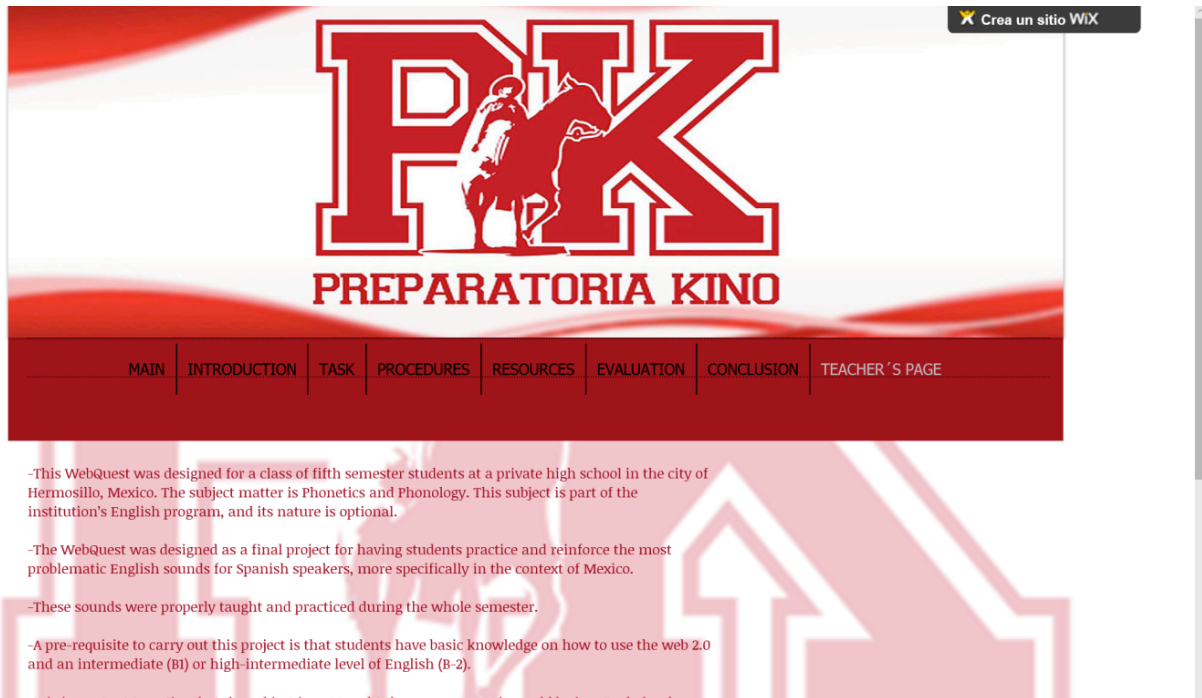 Crea un sitio WiX
PK
PREPARATORIA KINO
MAIN INTRODUCTION TASK PROCEDURES RESOURCES EVALUATION CONCLUSION TEACHER´S PAGE
-This WebQuest was designed for a class of fifth semester students at a private high school in the city of
Hermosillo, Mexico. The subject matter is Phonetics and Phonology. This subject is part of the
institution’s English program, and its nature is optional.
-The WebQuest was designed as a final project for having students practice and reinforce the most
problematic English sounds for Spanish speakers, more specifically in the context of Mexico.
-These sounds were properly taught and practiced during the whole semester.
-A pre-requisite to carry out this project is that students have basic knowledge on how to use the web 2.0
and an intermediate (B1) or high-intermediate level of English (B-2).